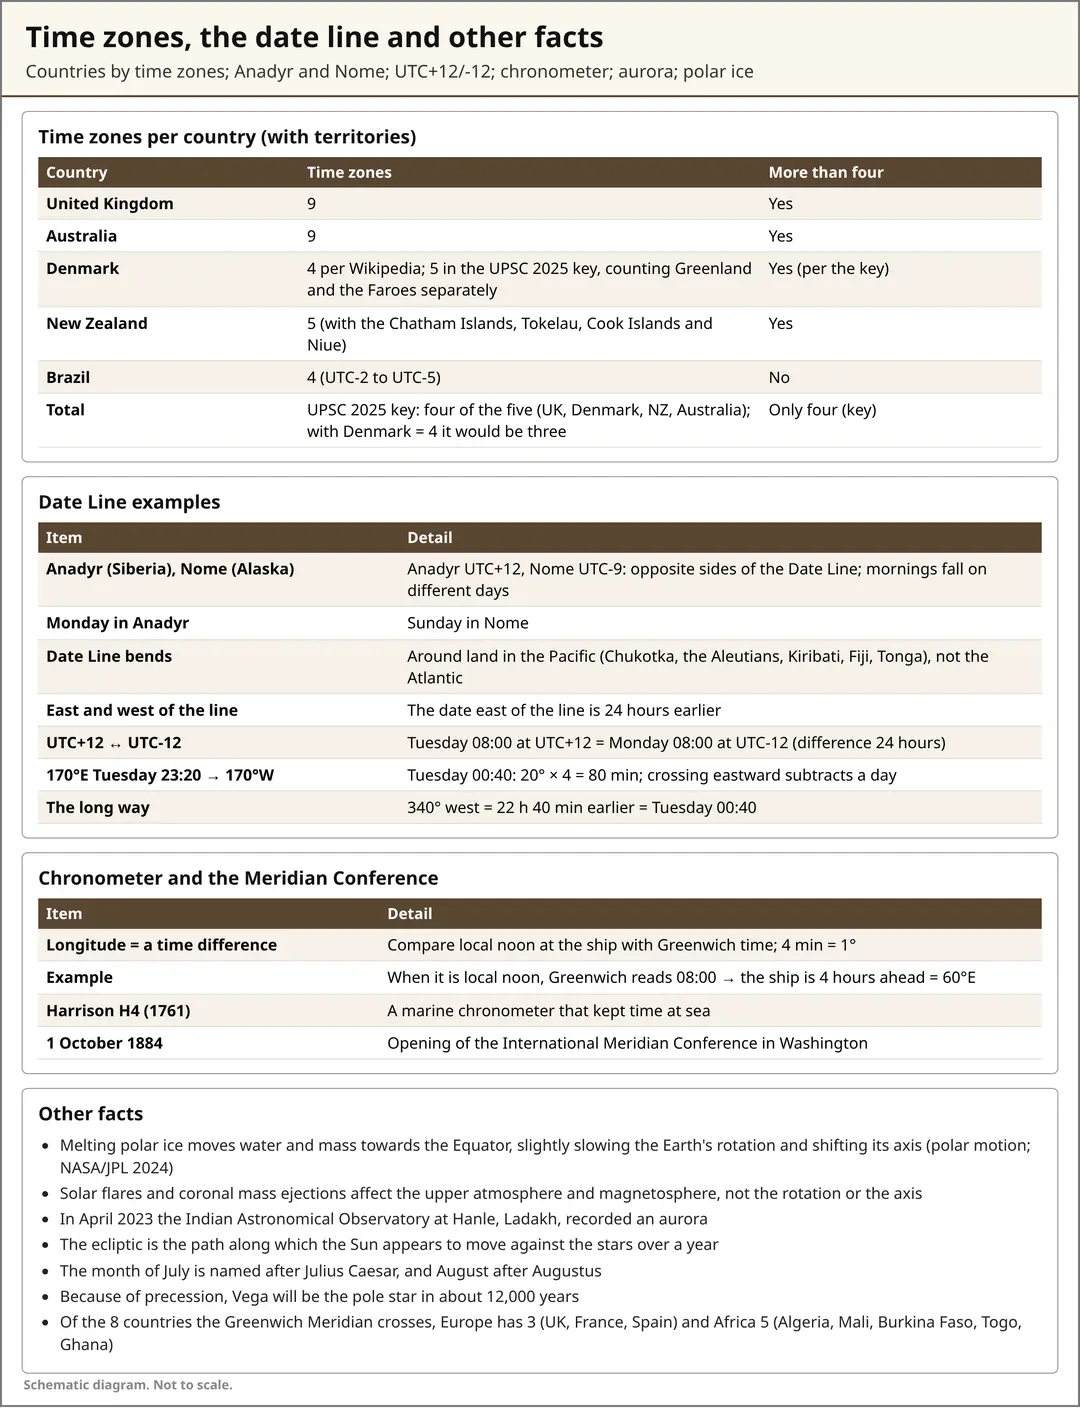 Time zones, the date line and other facts
Countries by time zones; Anadyr and Nome; UTC+12/-12; chronometer; aurora; polar ice
Time zones per country (with territories)
Country Time zones More than four
United Kingdom 9 Yes
Australia 9 Yes
Denmark 4 per Wikipedia; 5 in the UPSC 2025 key, counting Greenland Yes (per the key)
and the Faroes separately
New Zealand 5 (with the Chatham Islands, Tokelau, Cook Islands and Yes
Niue)
Brazil 4 (UTC-2 to UTC-5) No
Total UPSC 2025 key: four of the five (UK, Denmark, NZ, Australia); Only four (key)
with Denmark = 4 it would be three
Date Line examples
Item Detail
Anadyr (Siberia), Nome (Alaska) Anadyr UTC+12, Nome UTC-9: opposite sides of the Date Line; mornings fall on
different days
Monday in Anadyr Sunday in Nome
Date Line bends Around land in the Pacific (Chukotka, the Aleutians, Kiribati, Fiji, Tonga), not the
Atlantic
East and west of the line The date east of the line is 24 hours earlier
UTC+12 ↔ UTC-12 Tuesday 08:00 at UTC+12 = Monday 08:00 at UTC-12 (difference 24 hours)
170°E Tuesday 23:20 → 170°W Tuesday 00:40: 20° × 4 = 80 min; crossing eastward subtracts a day
The long way 340° west = 22 h 40 min earlier = Tuesday 00:40
Chronometer and the Meridian Conference
Item Detail
Longitude = a time difference Compare local noon at the ship with Greenwich time; 4 min = 1°
Example When it is local noon, Greenwich reads 08:00 → the ship is 4 hours ahead = 60°E
Harrison H4 (1761) A marine chronometer that kept time at sea
1 October 1884 Opening of the International Meridian Conference in Washington
Other facts
• Melting polar ice moves water and mass towards the Equator, slightly slowing the Earth's rotation and shifting its axis (polar motion;
NASA/JPL 2024)
• Solar flares and coronal mass ejections affect the upper atmosphere and magnetosphere, not the rotation or the axis
• In April 2023 the Indian Astronomical Observatory at Hanle, Ladakh, recorded an aurora
• The ecliptic is the path along which the Sun appears to move against the stars over a year
• The month of July is named after Julius Caesar, and August after Augustus
• Because of precession, Vega will be the pole star in about 12,000 years
• Of the 8 countries the Greenwich Meridian crosses, Europe has 3 (UK, France, Spain) and Africa 5 (Algeria, Mali, Burkina Faso, Togo,
Ghana)
Schematic diagram. Not to scale.